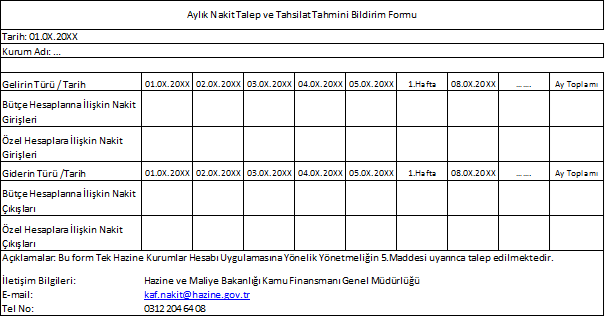 Aylık Nakit Talep ve Tahsilat Tahmini Bildirim Formu
Tarih: 01.0X.20XX
Kurum Adı: ...
Gelirin Türü / Tarih 01.0X.20XX 02.0X.20XX 03.0X.20XX 04.0X.20XX 05.0X.20XX 1.Hafta 08.0X.20XX ... .... Ay Toplamı
Bütçe Hesaplarına İlişkin Nakit
Girişleri
Özel Hesaplara İlişkin Nakit
Girişleri
Giderin Türü /Tarih 01.0X.20XX 02.0X.20XX 03.0X.20XX 04.0X.20XX 05.0X.20XX 1.Hafta 08.0X.20XX ... .... Ay Toplamı
Bütçe Hesaplarına İlişkin Nakit
Çıkışları
Özel Hesaplara İlişkin Nakit
Çıkışları
Açıklamalar: Bu form Tek Hazine Kurumlar Hesabı Uygulamasına Yönelik Yönetmeliğin 5.Maddesi uyarınca talep edilmektedir.
İletişim Bilgileri: Hazine ve Maliye Bakanlığı Kamu Finansmanı Genel Müdürlüğü
E-mail: kaf.nakit@hazine.gov.tr
Tel No: 0312 204 64 08